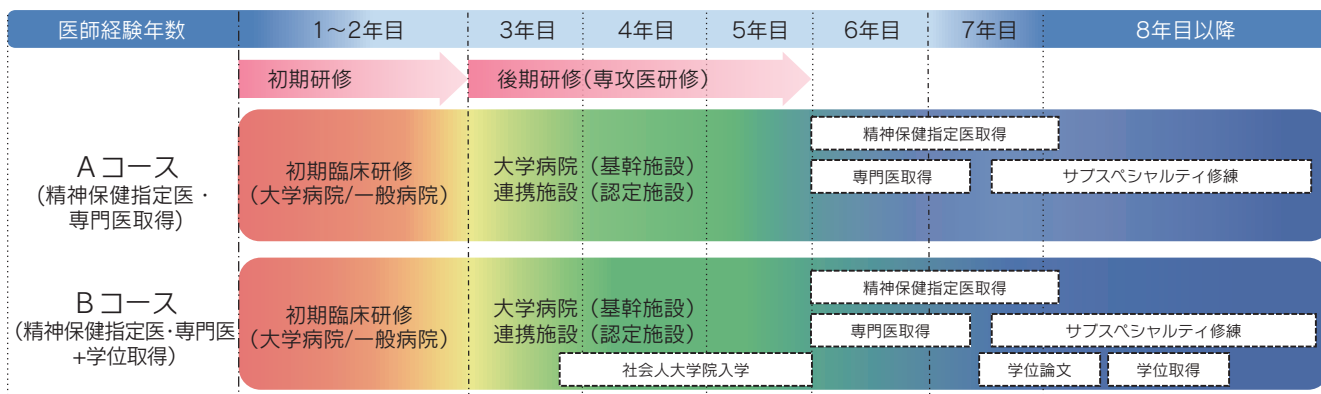 医師経験年数
1～2年目
3年目
4年目
5年目
6年目
7年目
8年目以降
初期研修
後期研修(専攻医研修)
Aコース
(精神保健指定医・
専門医取得)
初期臨床研修
(大学病院/一般病院)
大学病院（基幹施設）
連携施設（認定施設）
精神保健指定医取得
専門医取得
サブスペシャルティ修練
Bコース
(精神保健指定医・専門医
+学位取得)
初期臨床研修
(大学病院/一般病院)
大学病院（基幹施設）
連携施設（認定施設）
精神保健指定医取得
専門医取得
サブスペシャルティ修練
社会人大学院入学
学位論文
学位取得